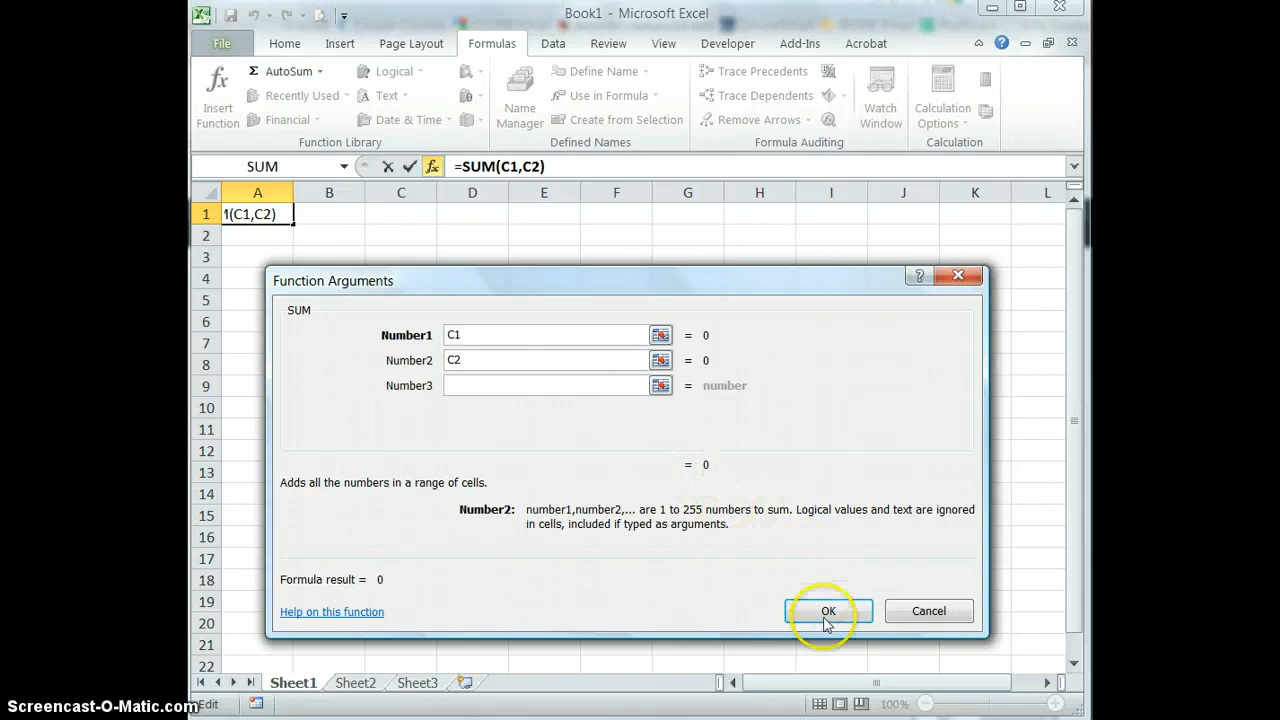 Book1 - Microsoft Excel
File Home Insert Page Layout Formulas Data Review View Developer Add-Ins Acrobat
fx Insert Function
Σ AutoSum
Recently Used
Financial
Logical
Text
Date & Time
Function Library
Name Manager
Define Name
Use in Formula
Create from Selection
Defined Names
Trace Precedents
Trace Dependents
Remove Arrows
Formula Auditing
Watch Window
Calculation Options
Calculation
SUM fx =SUM(C1,C2)
A B C D E F G H I J K L
1 (C1,C2)
2
3
4
5
6
7
8
9
10
11
12
13
14
15
16
17
18
19
20
21
22
Function Arguments
SUM
Number1 C1 = 0
Number2 C2 = 0
Number3 = number
= 0
Adds all the numbers in a range of cells.
Number2: number1,number2,... are 1 to 255 numbers to sum. Logical values and text are ignored
in cells, included if typed as arguments.
Formula result = 0
Help on this function
OK Cancel
Sheet1 Sheet2 Sheet3
Edit 100%
Screencast-O-Matic.com